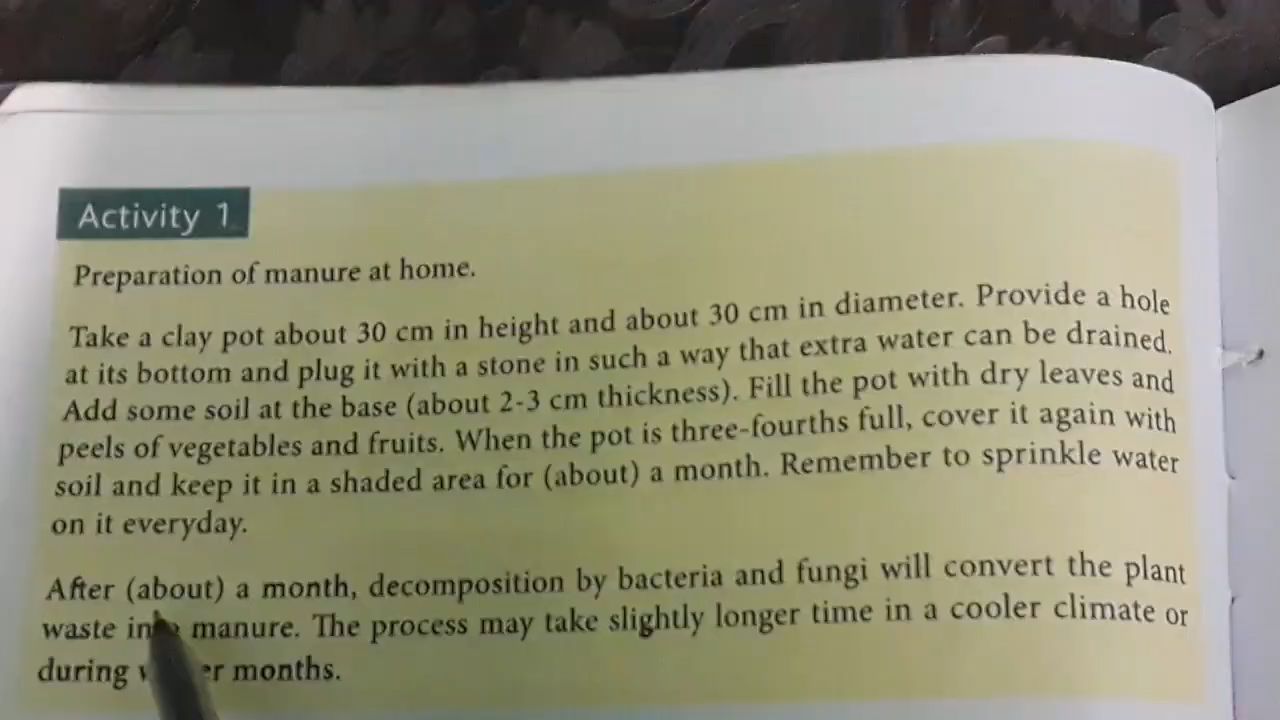 Activity 1
Preparation of manure at home.
Take a clay pot about 30 cm in height and about 30 cm in diameter. Provide a hole
at its bottom and plug it with a stone in such a way that extra water can be drained.
Add some soil at the base (about 2-3 cm thickness). Fill the pot with dry leaves and
peels of vegetables and fruits. When the pot is three-fourths full, cover it again with
soil and keep it in a shaded area for (about) a month. Remember to sprinkle water
on it everyday.
After (about) a month, decomposition by bacteria and fungi will convert the plant
waste manure. The process may take slightly longer time in a cooler climate or
during months.